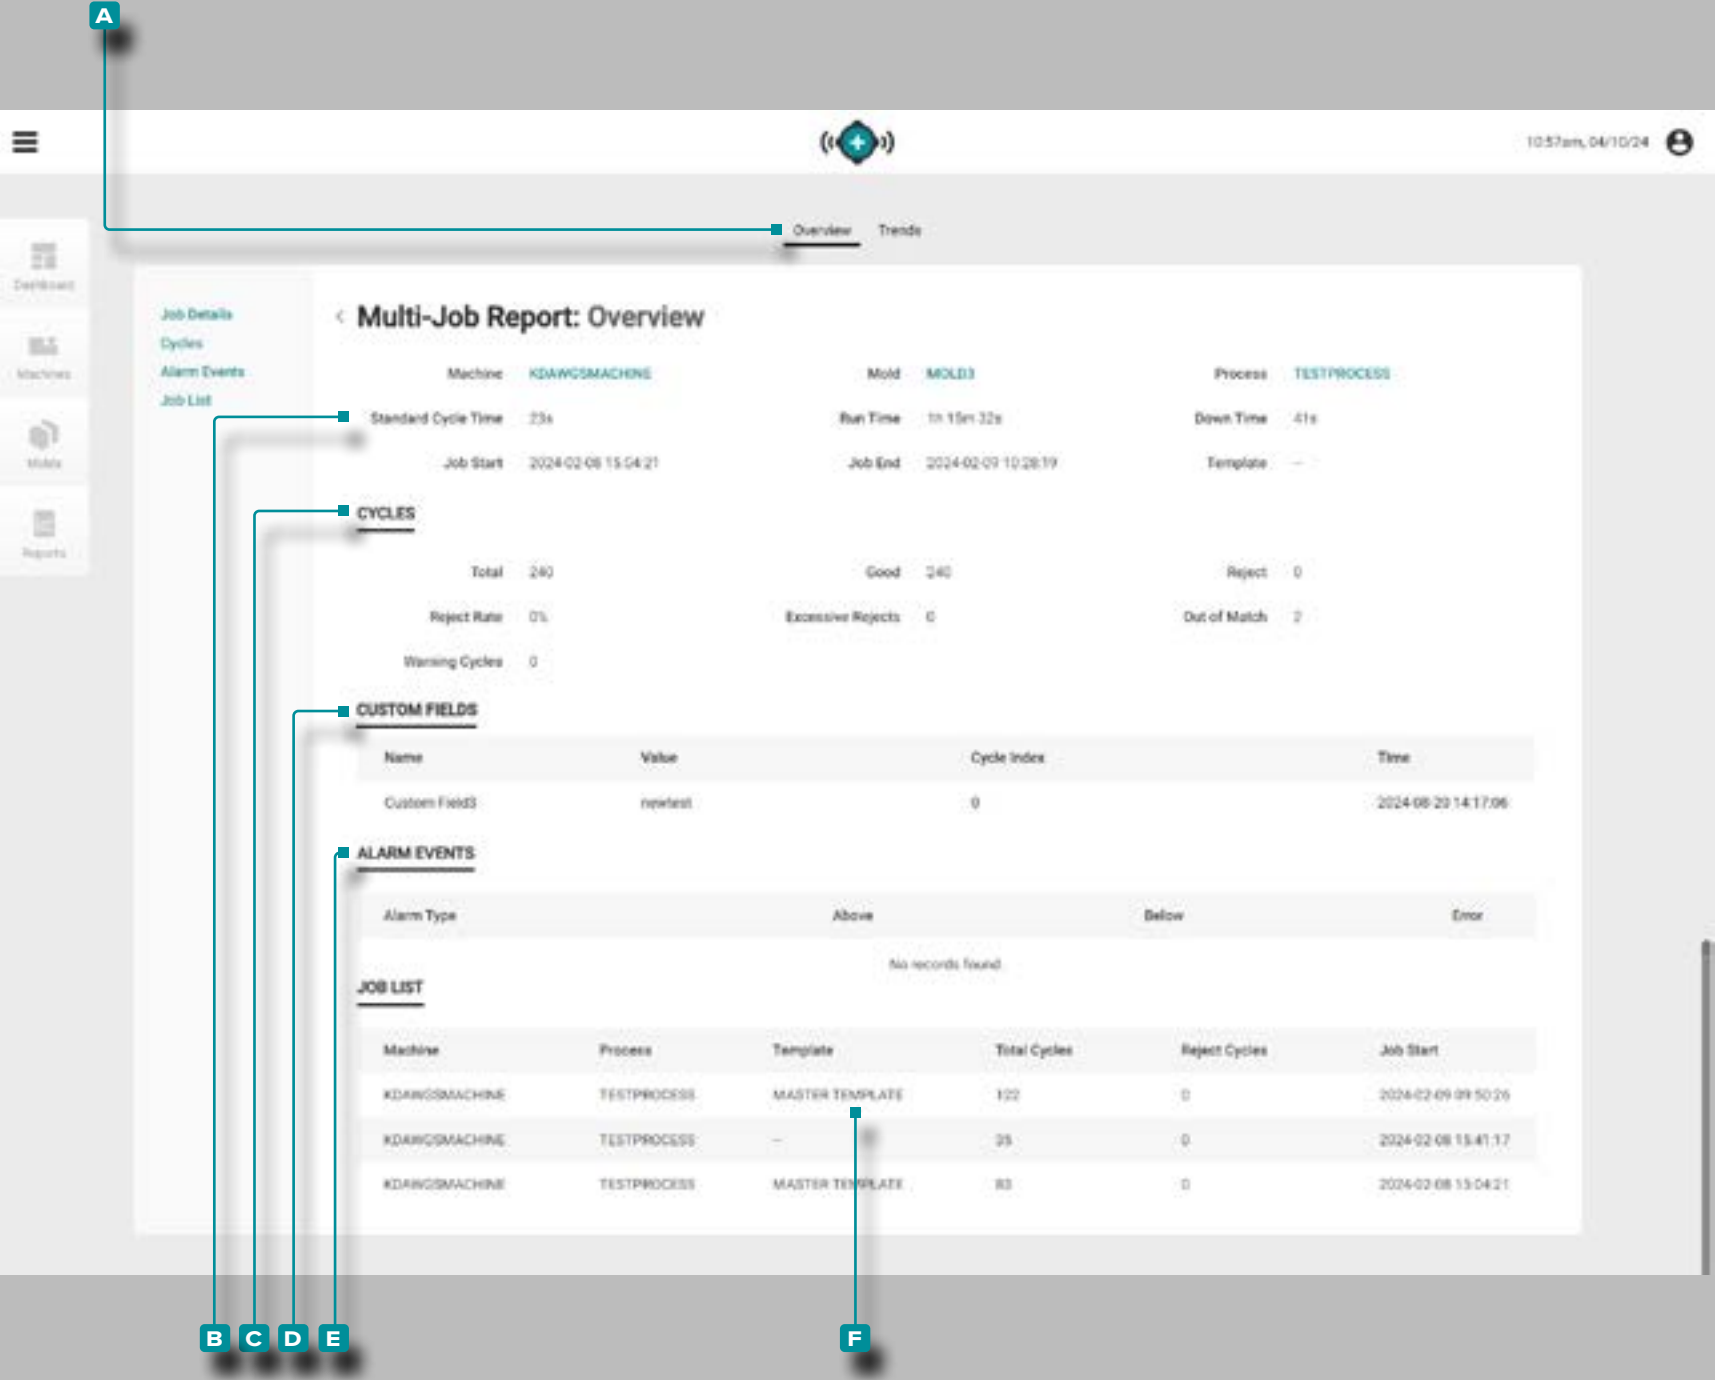 A
10:57am, 04/10/24
Overview Trends
Dashboard
Machines
Molds
Reports
Job Details
Cycles
Alarm Events
Job List
< Multi-Job Report: Overview
Machine KDAWGSMACHINE Mold MOLD3 Process TESTPROCESS
Standard Cycle Time 23s Run Time 1h 15m 32s Down Time 41s
Job Start 2024-02-08 15:04:21 Job End 2024-02-09 10:28:19 Template --
CYCLES
Total 240 Good 240 Reject 0
Reject Rate 0% Excessive Rejects 0 Out of Match 2
Warning Cycles 0
CUSTOM FIELDS
Name Value Cycle Index Time
Custom Field3 newtest 0 2024-08-20 14:17:06
ALARM EVENTS
Alarm Type Above Below Error
No records found
JOB LIST
Machine Process Template Total Cycles Reject Cycles Job Start
KDAWGSMACHINE TESTPROCESS MASTER TEMPLATE 122 0 2024-02-09 09:50:26
KDAWGSMACHINE TESTPROCESS -- 35 0 2024-02-08 15:41:17
KDAWGSMACHINE TESTPROCESS MASTER TEMPLATE 83 0 2024-02-08 15:04:21
B C D E F